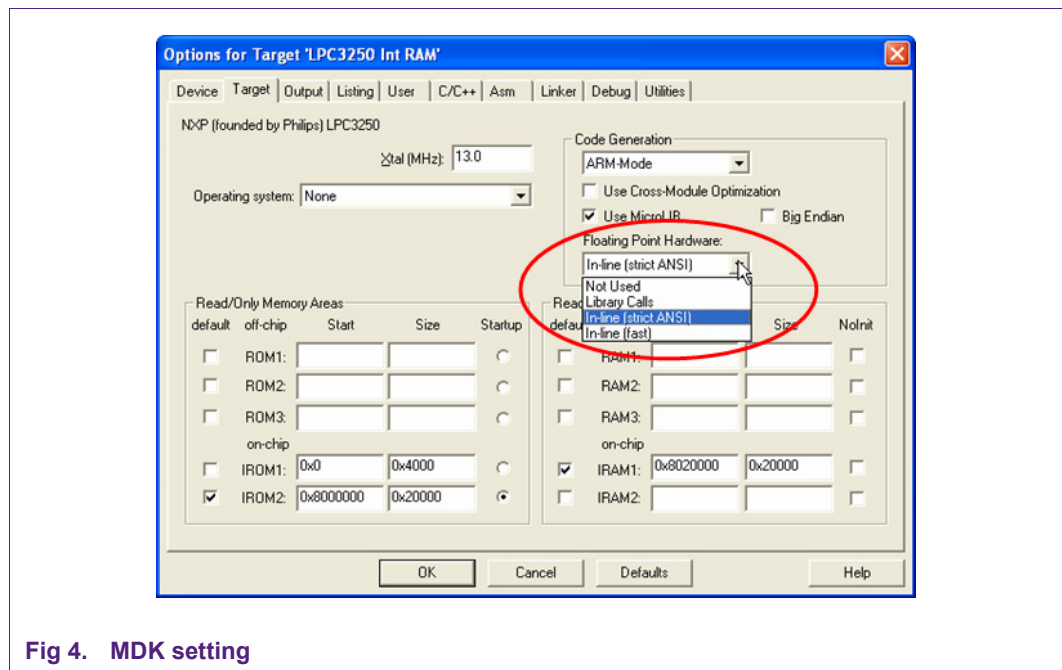 Options for Target 'LPC3250 Int RAM'
Device Target Output Listing User C/C++ Asm Linker Debug Utilities
NXP (founded by Philips) LPC3250
Xtal (MHz): 13.0
Operating system: None
Code Generation
ARM-Mode
Use Cross-Module Optimization
Use MicroLIB Big Endian
Floating Point Hardware:
In-line (strict ANSI)
Not Used
Library Calls
In-line (strict ANSI)
In-line (fast)
Read/Only Memory Areas
default off-chip Start Size Startup
ROM1:
ROM2:
ROM3:
on-chip
IROM1: 0x0 0x4000
IROM2: 0x8000000 0x20000
Read
defau Size NoInit
RAM1:
RAM2:
RAM3:
on-chip
IRAM1: 0x8020000 0x20000
IRAM2:
OK Cancel Defaults Help
Fig 4. MDK setting